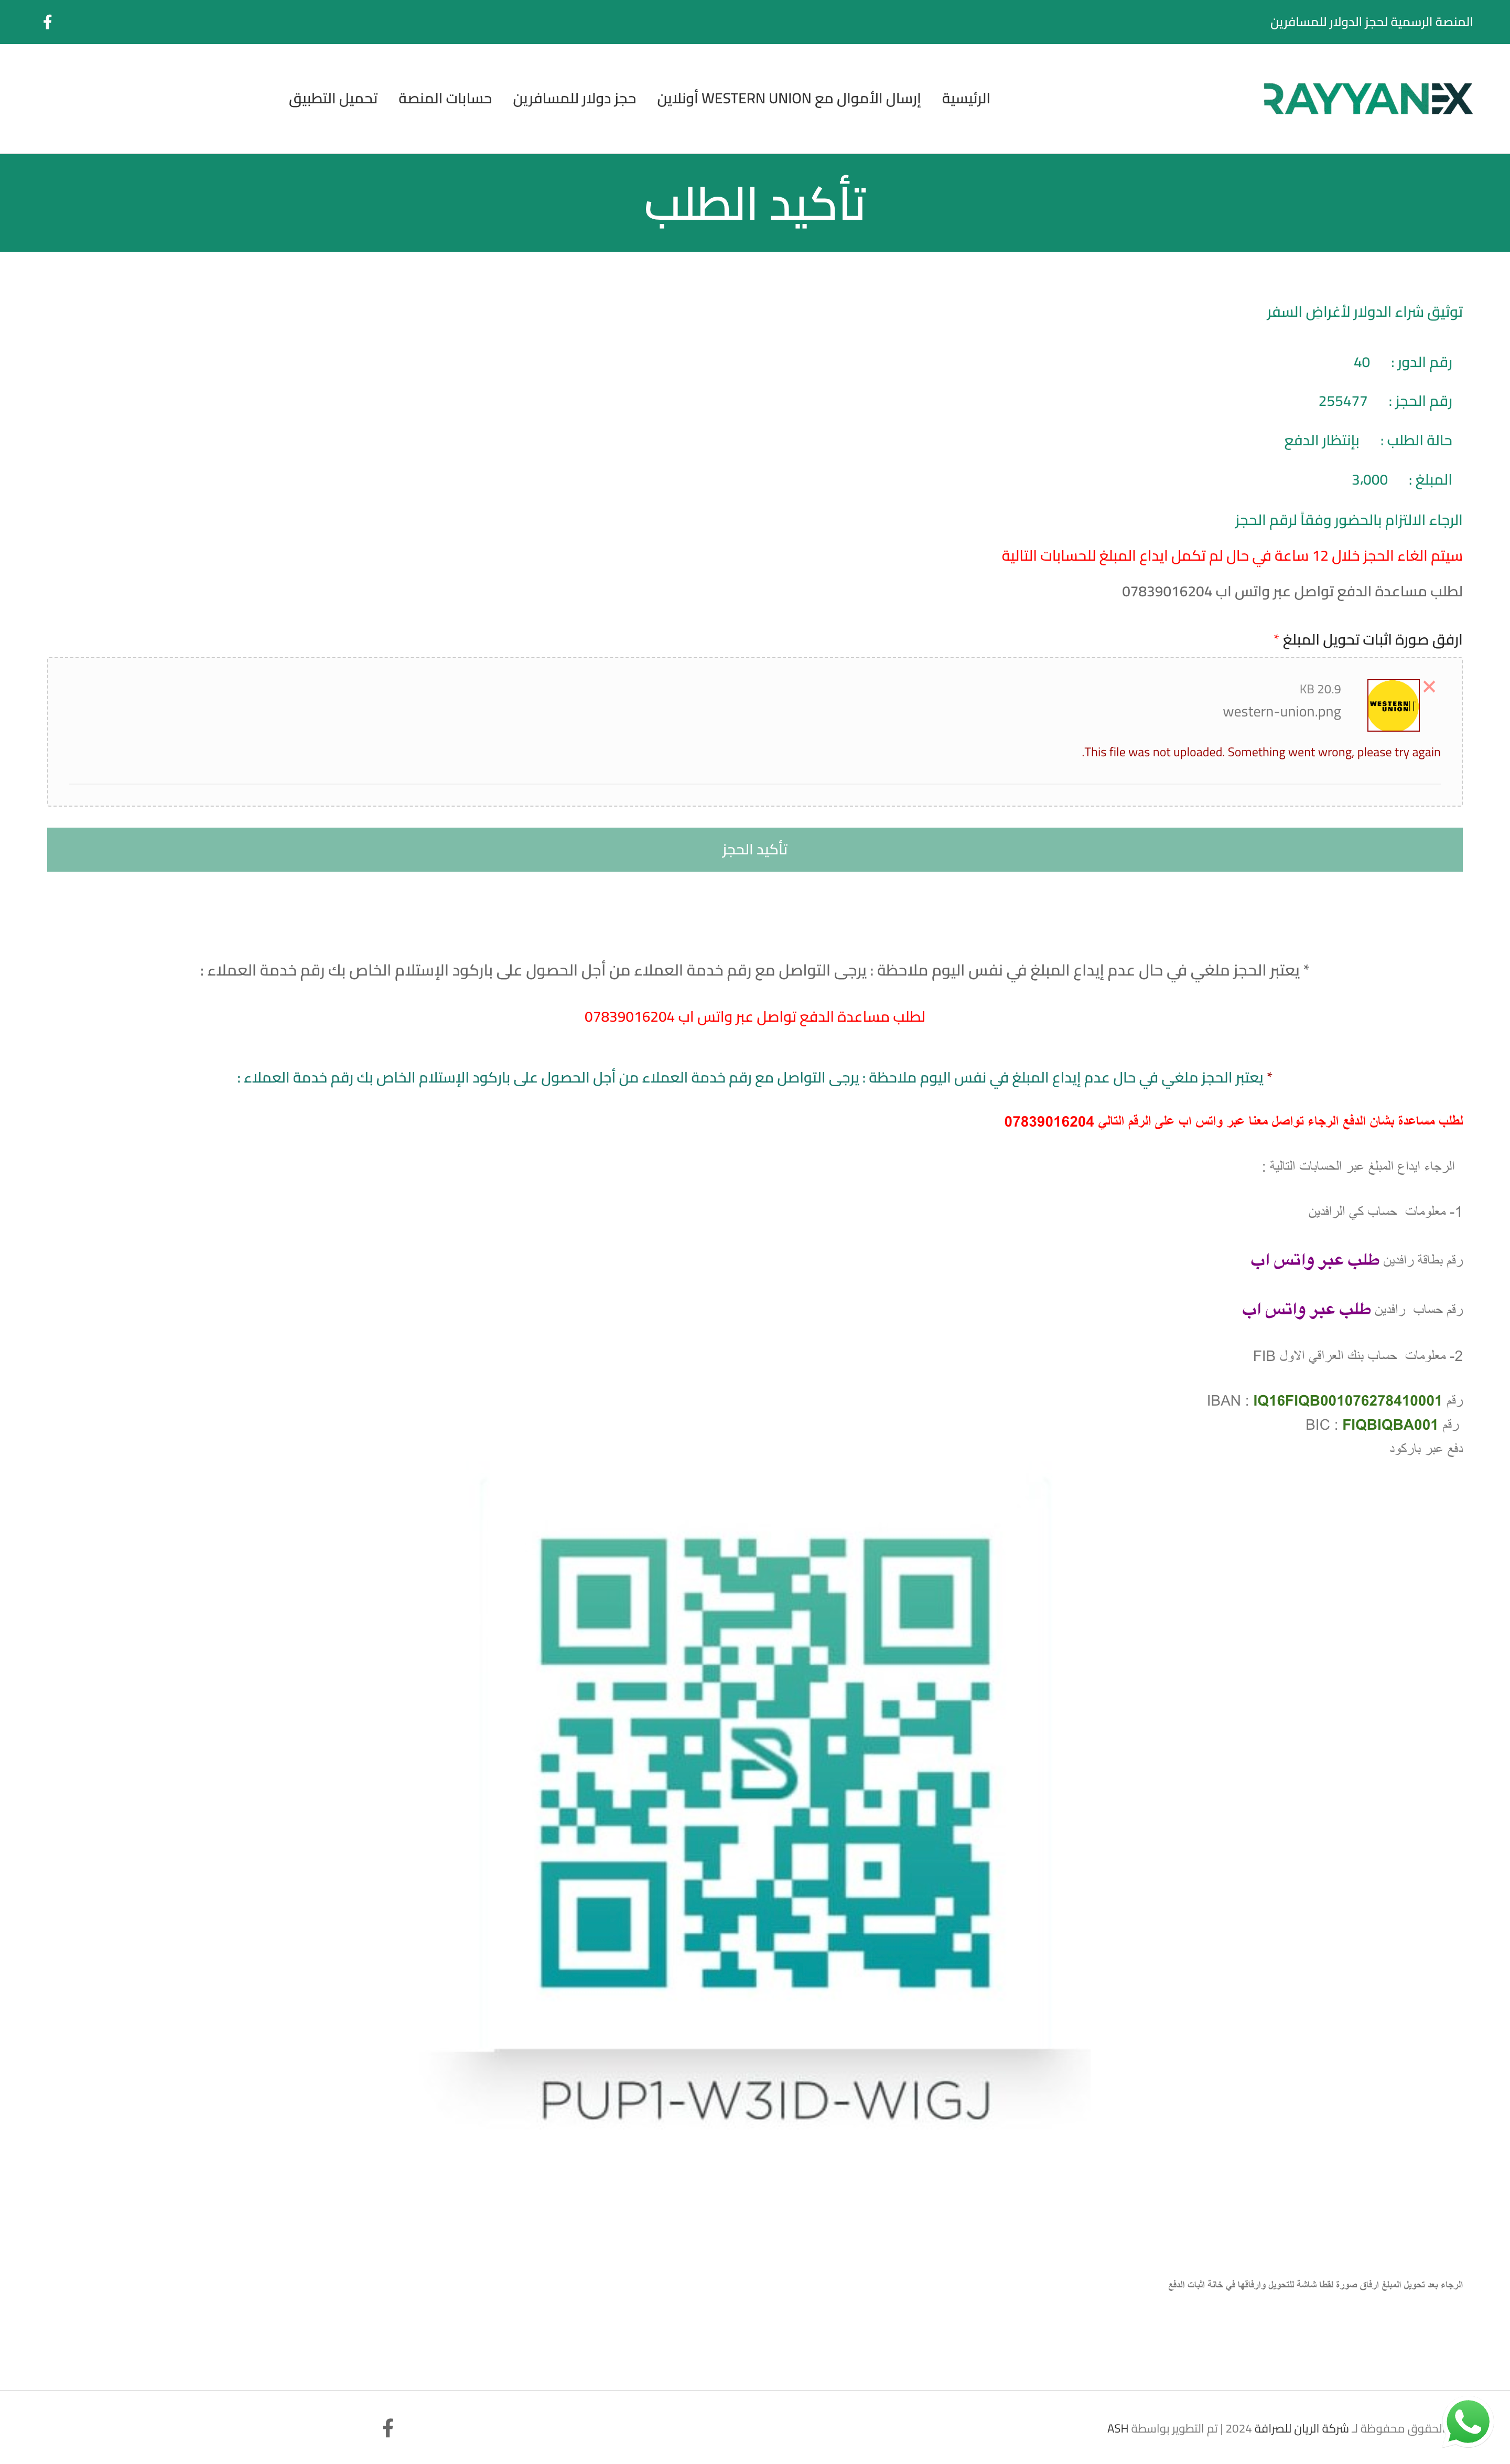 المنصة الرسمية لحجز الدولار للمسافرين
RAYYANEX
الرئيسية إرسال الأموال مع WESTERN UNION أونلاين حجز دولار للمسافرين حسابات المنصة تحميل التطبيق
تأكيد الطلب
توثيق شراء الدولار لأغراض السفر
رقم الدور : 40
رقم الحجز : 255477
حالة الطلب : بإنتظار الدفع
المبلغ : 3،000
الرجاء الالتزام بالحضور وفقاً لرقم الحجز
سيتم الغاء الحجز خلال 12 ساعة في حال لم تكمل ايداع المبلغ للحسابات التالية
لطلب مساعدة الدفع تواصل عبر واتس اب 07839016204
ارفق صورة اثبات تحويل المبلغ *
WESTERN UNION
20.9 KB
western-union.png
This file was not uploaded. Something went wrong, please try again.
تأكيد الحجز
* يعتبر الحجز ملغي في حال عدم إيداع المبلغ في نفس اليوم ملاحظة : يرجى التواصل مع رقم خدمة العملاء من أجل الحصول على باركود الإستلام الخاص بك رقم خدمة العملاء :
لطلب مساعدة الدفع تواصل عبر واتس اب 07839016204
* يعتبر الحجز ملغي في حال عدم إيداع المبلغ في نفس اليوم ملاحظة : يرجى التواصل مع رقم خدمة العملاء من أجل الحصول على باركود الإستلام الخاص بك رقم خدمة العملاء :
لطلب مساعدة بشان الدفع الرجاء تواصل معنا عبر واتس اب على الرقم التالي 07839016204
الرجاء ايداع المبلغ عبر الحسابات التالية :
1- معلومات حساب كي الرافدين
رقم بطاقة رافدين طلب عبر واتس اب
رقم حساب رافدين طلب عبر واتس اب
2- معلومات حساب بنك العراقي الاول FIB
رقم IBAN : IQ16FIQB001076278410001
رقم BIC : FIQBIQBA001
دفع عبر باركود
PUP1-W3ID-WIGJ
الرجاء بعد تحويل المبلغ ارفاق صورة لقطا شاشة للتحويل وارفاقها في خانة اثبات الدفع
لحقوق محفوظة لـ شركة الريان للصرافة 2024 | تم التطوير بواسطة ASH